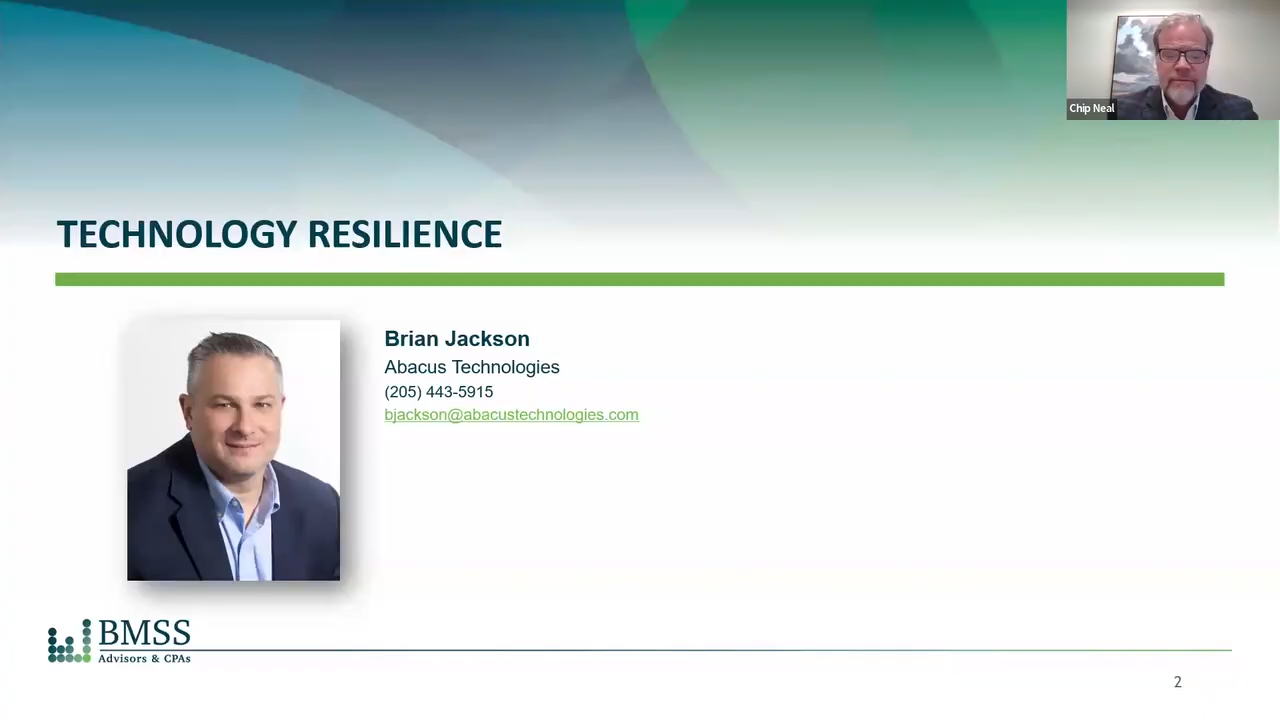 Chip Neal
TECHNOLOGY RESILIENCE
Brian Jackson
Abacus Technologies
(205) 443-5915
bjackson@abacustechnologies.com
BMSS
Advisors & CPAs
2